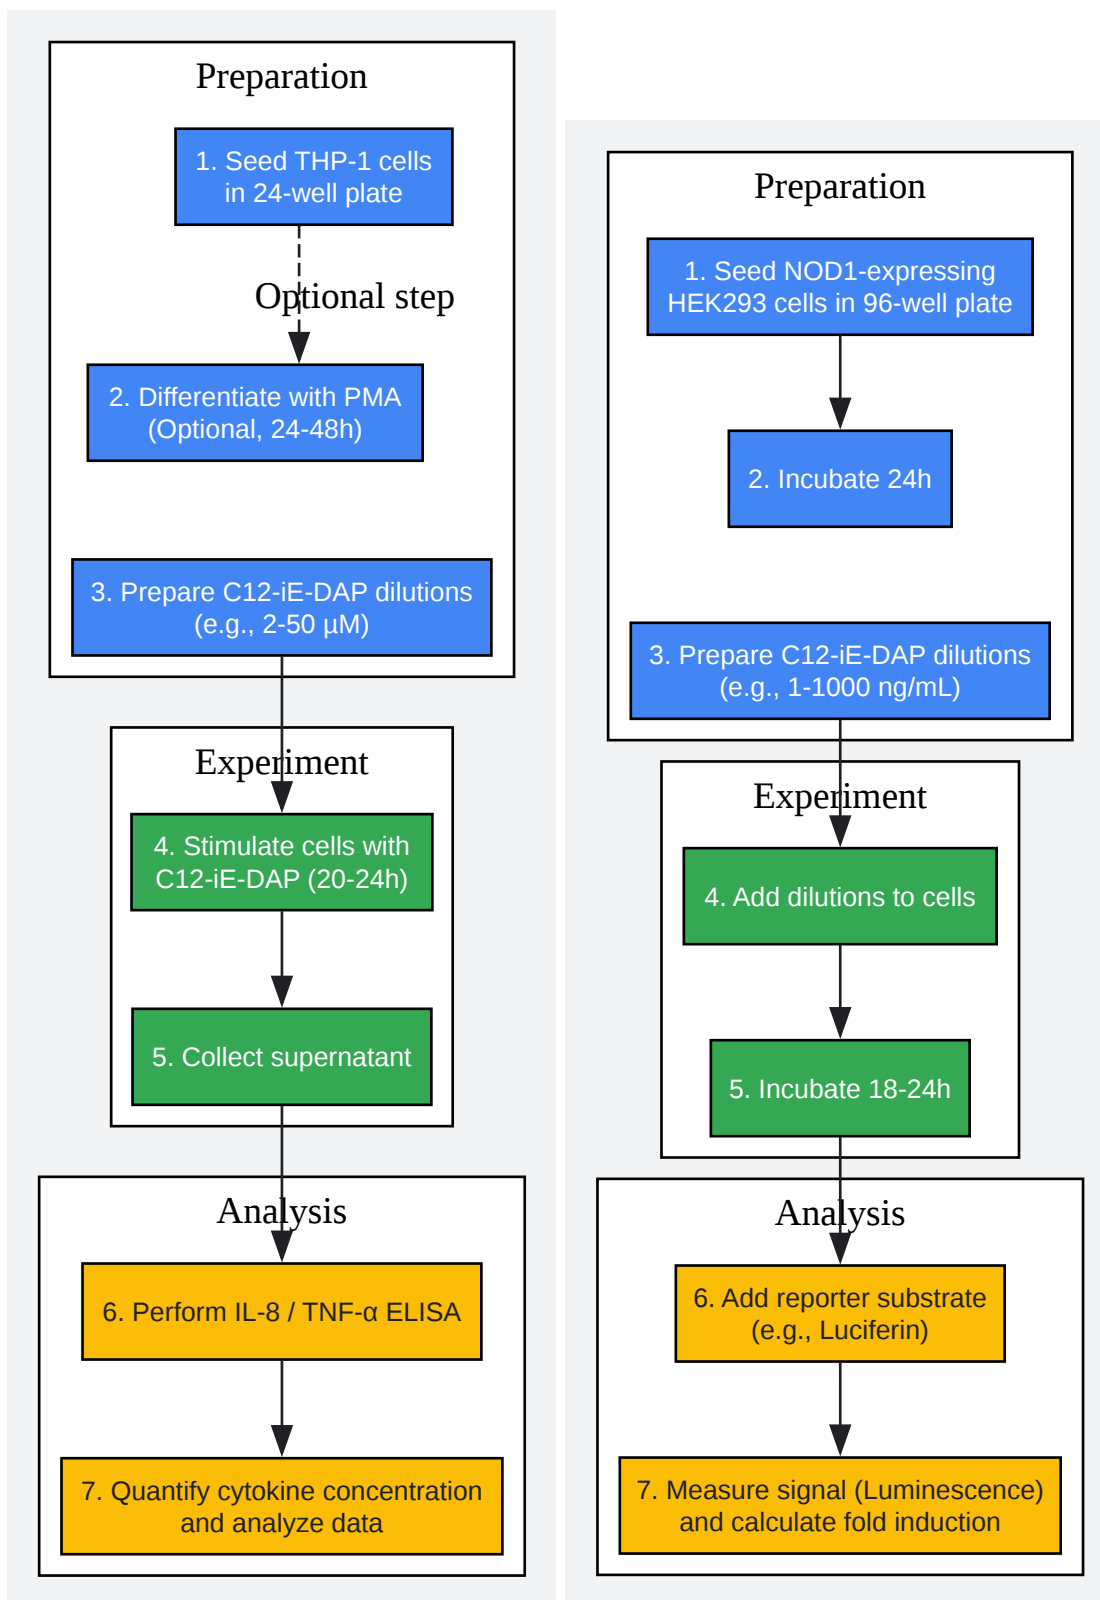 Preparation
1. Seed THP-1 cells
in 24-well plate
Optional step
2. Differentiate with PMA
(Optional, 24-48h)
3. Prepare C12-iE-DAP dilutions
(e.g., 2-50 µM)
Experiment
4. Stimulate cells with
C12-iE-DAP (20-24h)
5. Collect supernatant
Analysis
6. Perform IL-8 / TNF-α ELISA
7. Quantify cytokine concentration
and analyze data
Preparation
1. Seed NOD1-expressing
HEK293 cells in 96-well plate
2. Incubate 24h
3. Prepare C12-iE-DAP dilutions
(e.g., 1-1000 ng/mL)
Experiment
4. Add dilutions to cells
5. Incubate 18-24h
Analysis
6. Add reporter substrate
(e.g., Luciferin)
7. Measure signal (Luminescence)
and calculate fold induction